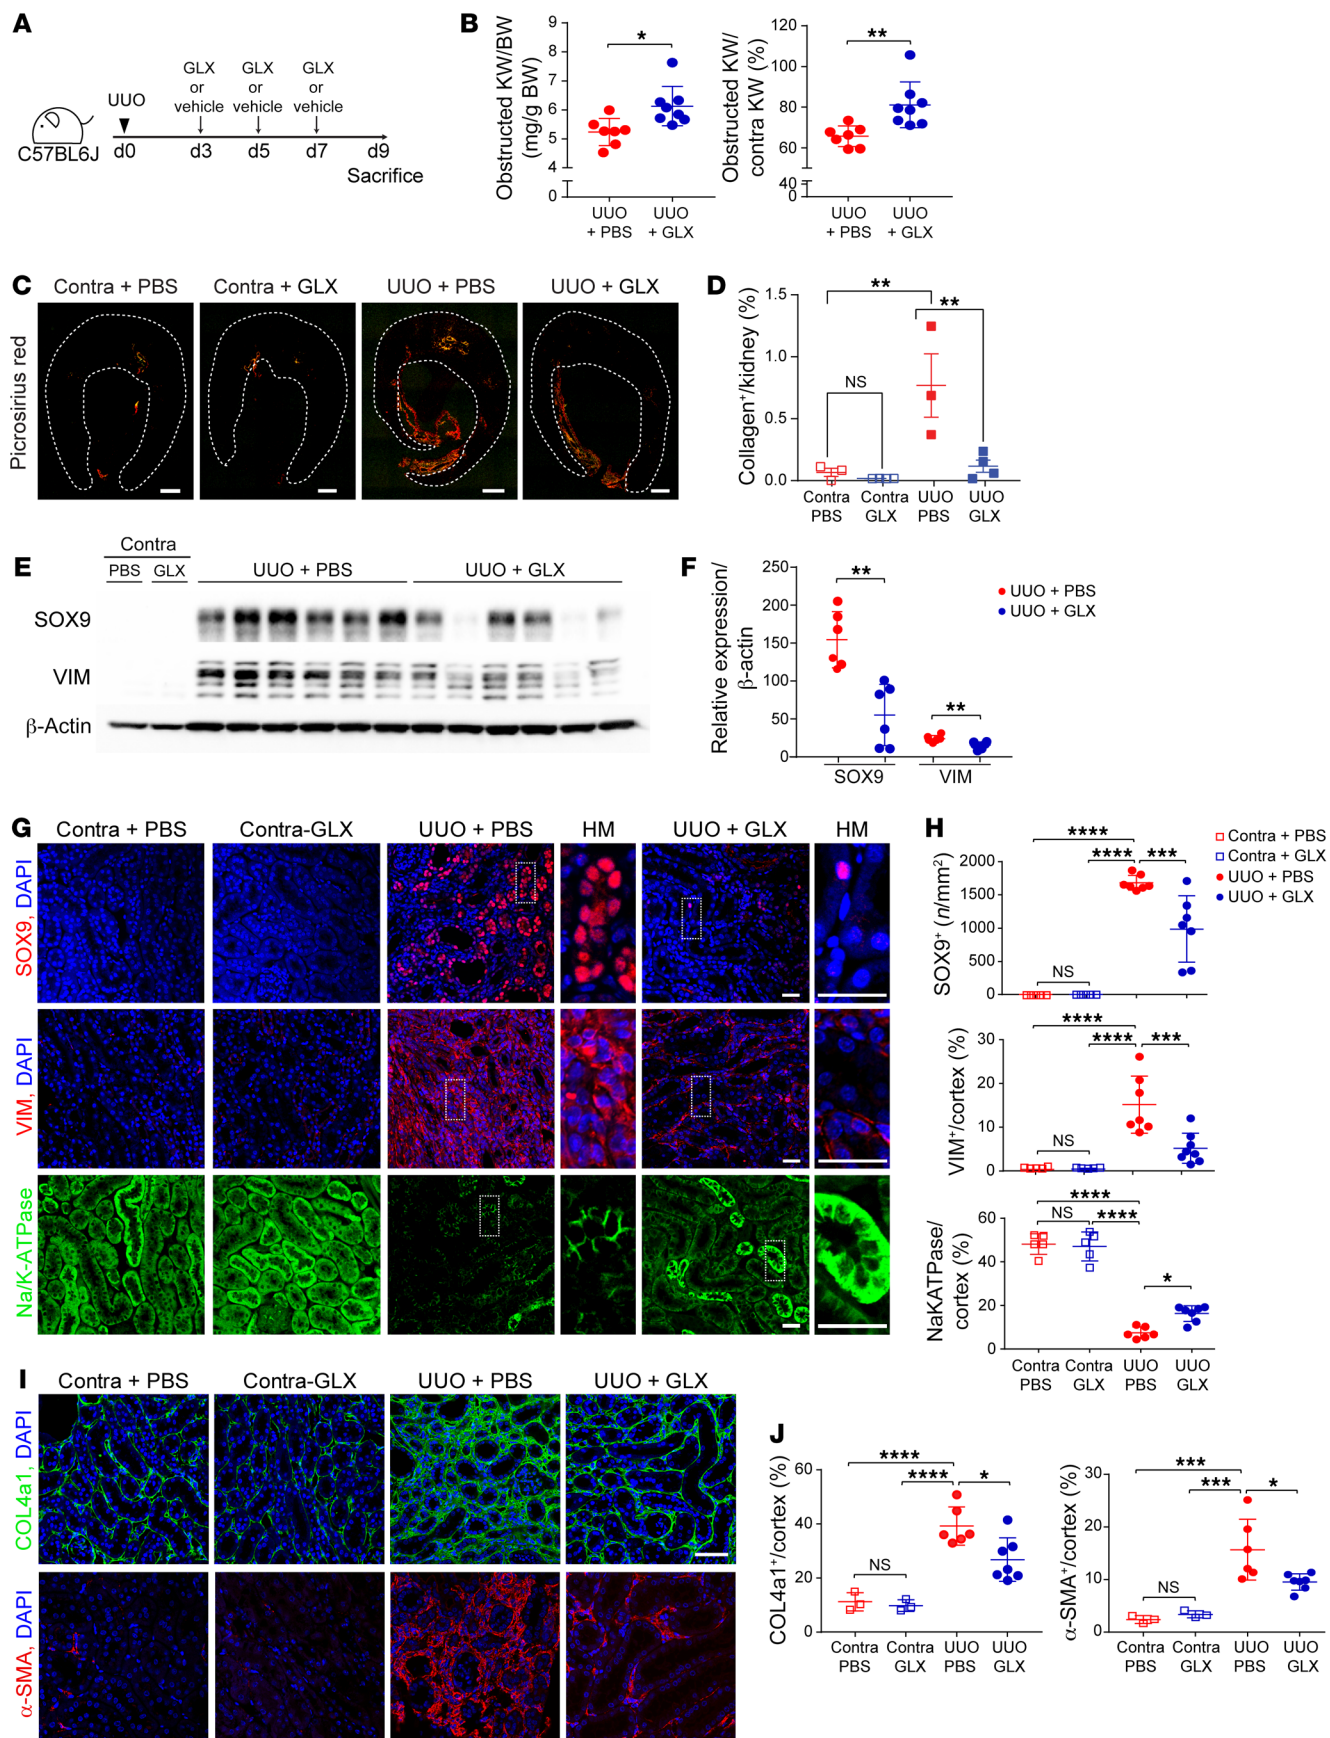 A
UUO
GLX
or
vehicle
GLX
or
vehicle
GLX
or
vehicle
C57BL6J
d0
d3
d5
d7
d9
Sacrifice
B
Obstructed KW/BW
(mg/g BW)
9
8
7
6
5
4
0
*
UUO
+ PBS
UUO
+ GLX
Obstructed KW/
contra KW (%)
120
100
80
60
40
0
**
UUO
+ PBS
UUO
+ GLX
C
Contra + PBS
Contra + GLX
UUO + PBS
UUO + GLX
Picrosirius red
D
Collagen⁺/kidney (%)
1.5
1.0
0.5
0.0
NS
**
**
Contra
PBS
Contra
GLX
UUO
PBS
UUO
GLX
E
Contra
PBS
GLX
UUO + PBS
UUO + GLX
SOX9
VIM
β-Actin
F
Relative expression/
β-actin
250
200
150
100
50
0
**
**
SOX9
VIM
UUO + PBS
UUO + GLX
G
Contra + PBS
Contra-GLX
UUO + PBS
HM
UUO + GLX
HM
SOX9, DAPI
VIM, DAPI
Na/K-ATPase
H
Contra + PBS
Contra + GLX
UUO + PBS
UUO + GLX
SOX9⁺ (n/mm²)
2000
1500
1000
500
0
****
****
***
NS
VIM⁺/cortex (%)
30
20
10
0
****
****
***
NS
NaKATPase/
cortex (%)
60
40
20
0
****
NS
****
*
Contra
PBS
Contra
GLX
UUO
PBS
UUO
GLX
I
Contra + PBS
Contra-GLX
UUO + PBS
UUO + GLX
COL4a1, DAPI
α-SMA, DAPI
J
COL4a1⁺/cortex (%)
60
40
20
0
****
****
*
NS
Contra
PBS
Contra
GLX
UUO
PBS
UUO
GLX
α-SMA⁺/cortex (%)
30
20
10
0
***
***
*
NS
Contra
PBS
Contra
GLX
UUO
PBS
UUO
GLX